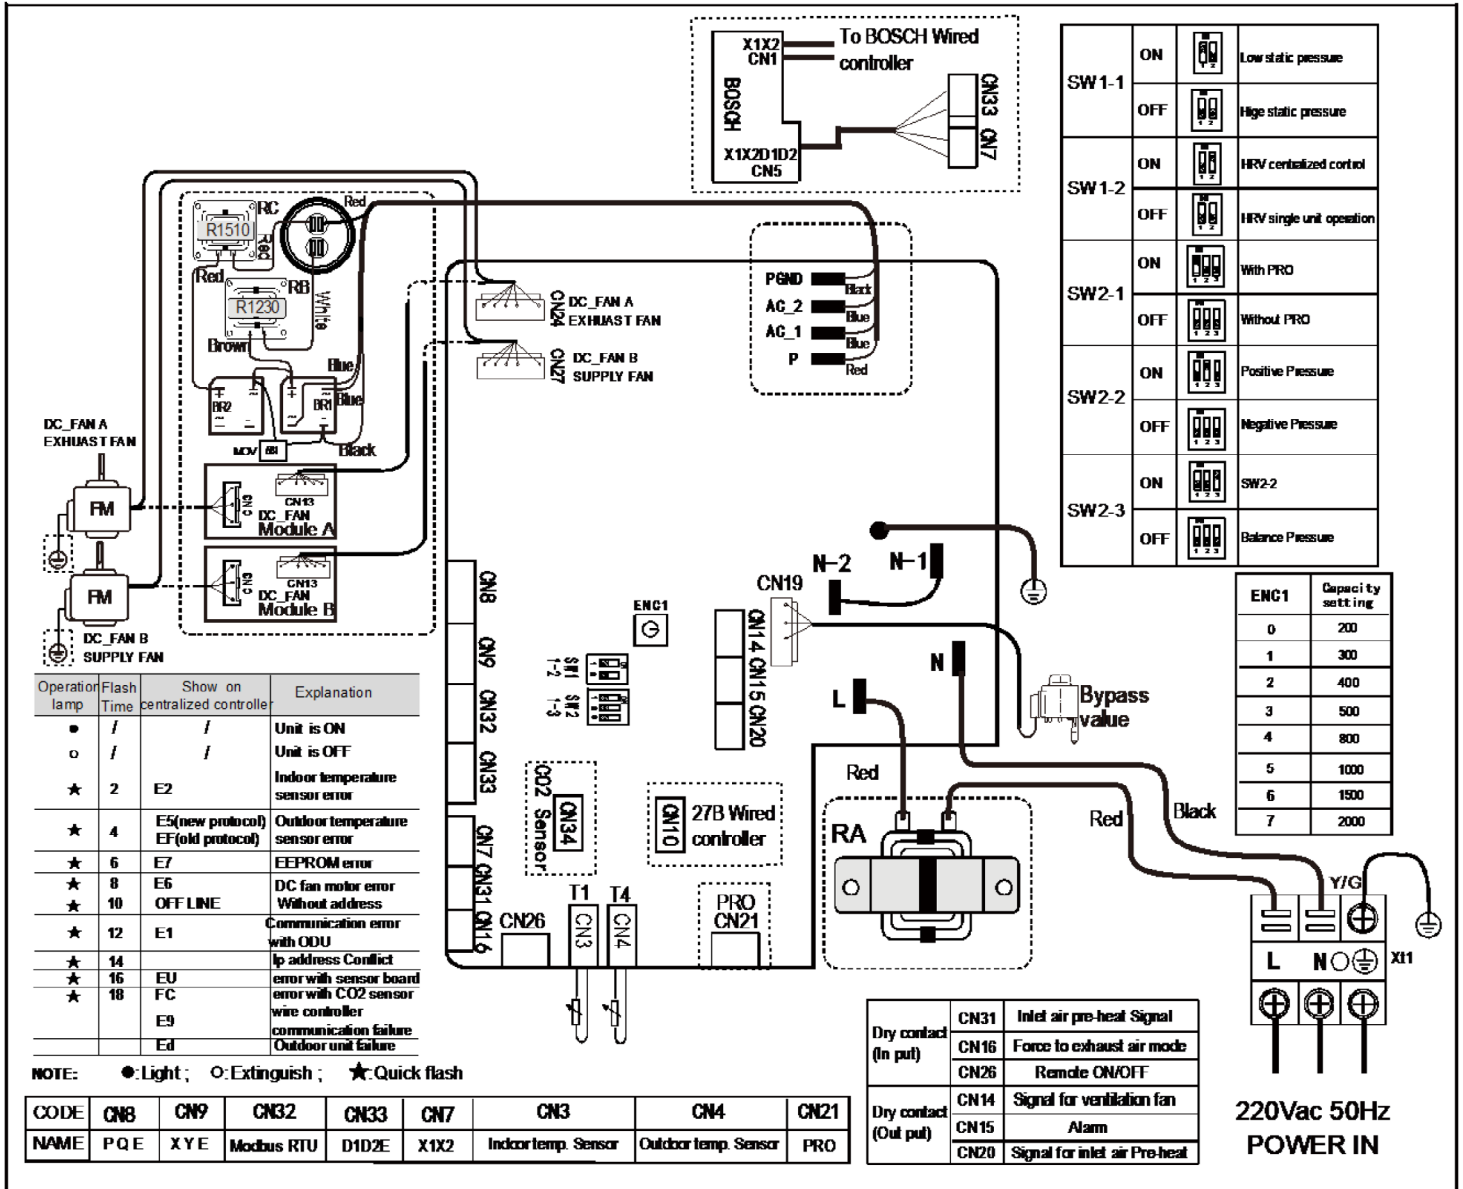 X1X2
CN1
To BOSCH Wired
controller
BOSCH
CN33 CN7
X1X2D1D2
CN5
SW1-1
ON
Low static pressure
OFF
Hige static pressure
SW1-2
ON
HRV centralized control
OFF
HRV single unit operation
SW2-1
ON
With PRO
OFF
Without PRO
SW2-2
ON
Positive Pressure
OFF
Negative Pressure
SW2-3
ON
SW2-2
OFF
Balance Pressure
RC
Red
R1510
Red
Red
RB
R1230
White
Brown
Blue
BR2
BR1
Blue
MOV
Black
CN24
DC_FAN A
EXHUAST FAN
CN27
DC_FAN B
SUPPLY FAN
PGND
Black
AC_2
Blue
AC_1
Blue
P
Red
DC_FAN A
EXHUAST FAN
FM
CN13
DC_FAN
Module A
FM
CN13
DC_FAN
Module B
DC_FAN B
SUPPLY FAN
CN8
CN9
CN32
CN33
CN7 CN31 CN16
ENC1
SW1
1-2
SW2
1-3
CN14 CN15 CN20
CN19
N-2
N-1
N
L
Bypass
value
ENC1 Capacity setting
0 200
1 300
2 400
3 500
4 800
5 1000
6 1500
7 2000
CO2 Sensor
CN34
CN10
27B Wired
controller
T1 T4
CN26
CN3
CN4
PRO
CN21
Red
RA
Red
Black
Y/G
L N
Xt1
220Vac 50Hz
POWER IN
Operation lamp Flash Time Show on centralized controller Explanation
● / / Unit is ON
○ / / Unit is OFF
★ 2 E2 Indoor temperature sensor error
★ 4 E5(new protocol) EF(old protocol) Outdoor temperature sensor error
★ 6 E7 EEPROM error
★ 8 E6 DC fan motor error
★ 10 OFF LINE Without address
★ 12 E1 Communication error with ODU
★ 14 Ip address Conflict
★ 16 EU error with sensor board
★ 18 FC error with CO2 sensor
E9 wire controller communication failure
Ed Outdoor unit failure
NOTE: ●:Light ; ○:Extinguish ; ★:Quick flash
CODE CN8 CN9 CN32 CN33 CN7 CN3 CN4 CN21
NAME P Q E X Y E Modbus RTU D1D2E X1X2 Indoor temp. Sensor Outdoor temp. Sensor PRO
Dry contact
(In put)
CN31 Inlet air pre-heat Signal
CN16 Force to exhaust air mode
CN26 Remote ON/OFF
Dry contact
(Out put)
CN14 Signal for ventilation fan
CN15 Alarm
CN20 Signal for inlet air Pre-heat